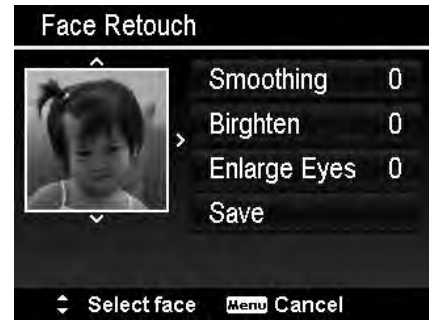 Face Retouch
Smoothing 0
Birghten 0
Enlarge Eyes 0
Save
Select face Menu Cancel